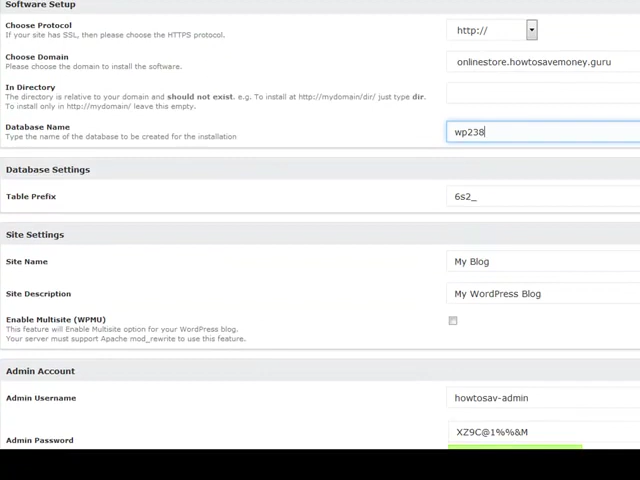 Software Setup
Choose Protocol
If your site has SSL, then please choose the HTTPS protocol.
http://
Choose Domain
Please choose the domain to install the software.
onlinestore.howtosavemoney.guru
In Directory
The directory is relative to your domain and should not exist. e.g. To install at http://mydomain/dir/ just type dir.
To install only in http://mydomain/ leave this empty.
Database Name
Type the name of the database to be created for the installation
wp238
Database Settings
Table Prefix
6s2_
Site Settings
Site Name
My Blog
Site Description
My WordPress Blog
Enable Multisite (WPMU)
This feature will Enable Multisite option for your WordPress blog.
Your server must support Apache mod_rewrite to use this feature.
Admin Account
Admin Username
howtosav-admin
Admin Password
XZ9C@1%%&M